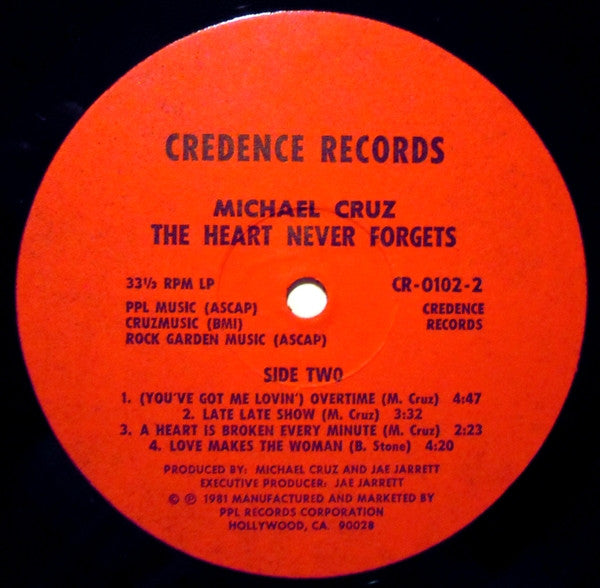 CREDENCE RECORDS
MICHAEL CRUZ
THE HEART NEVER FORGETS
33⅓ RPM LP
CR-0102-2
PPL MUSIC (ASCAP)
CRUZMUSIC (BMI)
ROCK GARDEN MUSIC (ASCAP)
CREDENCE
RECORDS
SIDE TWO
1. (YOU'VE GOT ME LOVIN') OVERTIME (M. Cruz) 4:47
2. LATE LATE SHOW (M. Cruz) 3:32
3. A HEART IS BROKEN EVERY MINUTE (M. Cruz) 2:23
4. LOVE MAKES THE WOMAN (B. Stone) 4:20
PRODUCED BY: MICHAEL CRUZ AND JAE JARRETT
EXECUTIVE PRODUCER: JAE JARRETT
© ℗ 1981 MANUFACTURED AND MARKETED BY
PPL RECORDS CORPORATION
HOLLYWOOD, CA. 90028